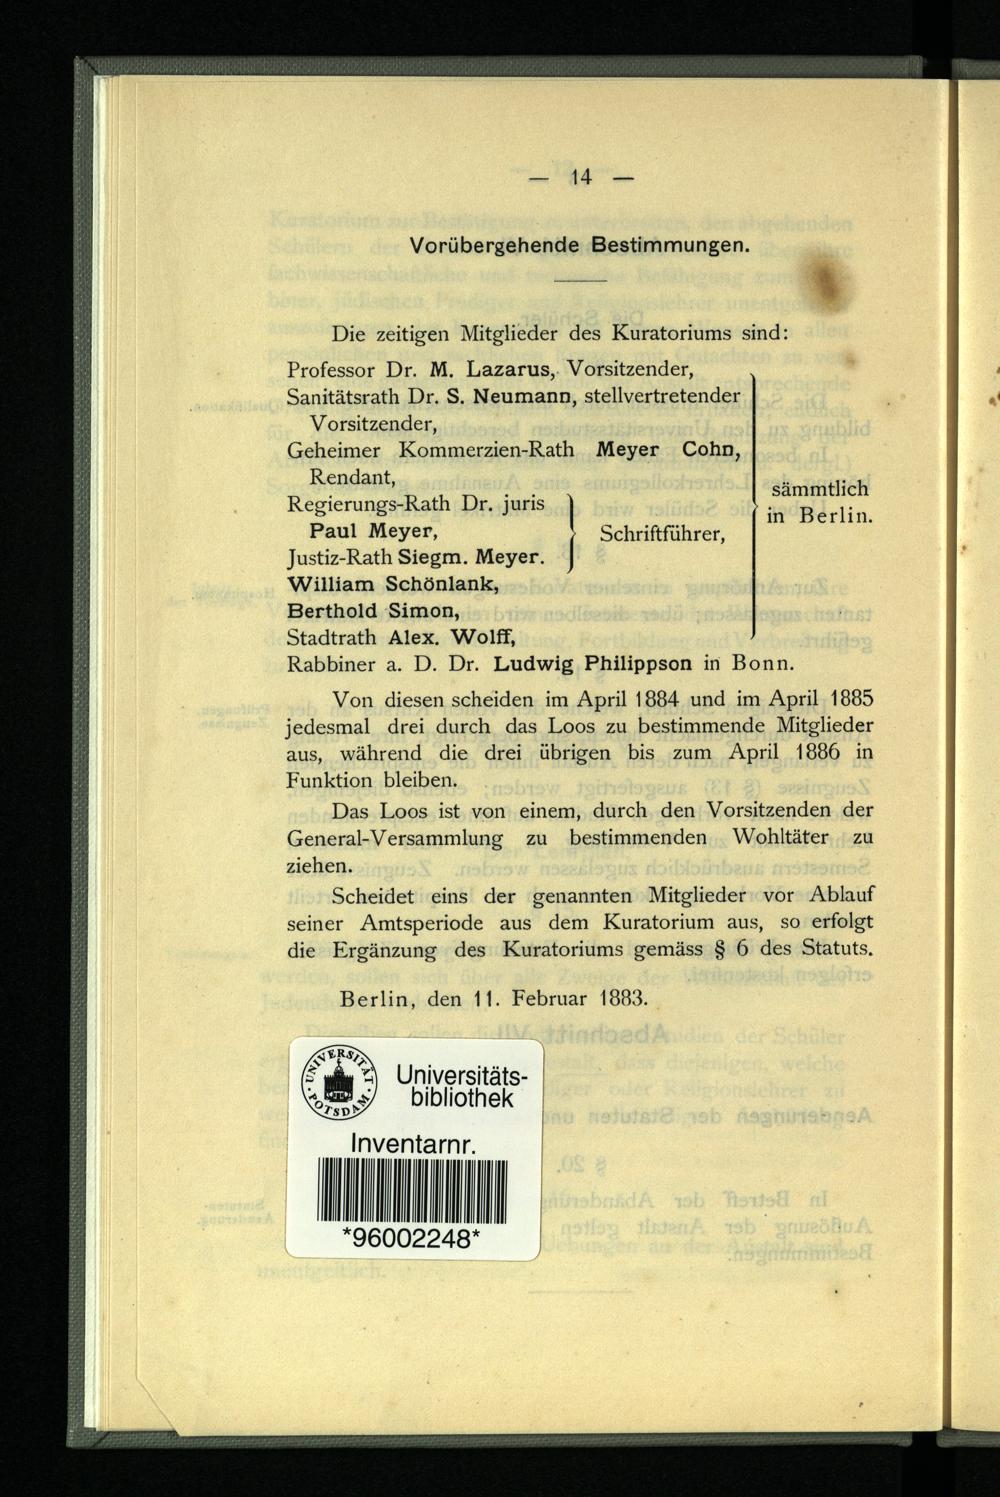 — 14 —
Vorübergehende Bestimmungen.
Die zeitigen Mitglieder des Kuratoriums sind:
Professor Dr. M. Lazarus, Vorsitzender,
Sanitätsrath Dr. S. Neumann, stellvertretender
Vorsitzender,
Geheimer Kommerzien-Rath Meyer Cohn,
Rendant,
Regierungs-Rath Dr. juris
Paul Meyer,
Justiz-Rath Siegm. Meyer.
Schriftführer,
William Schönlank,
Berthold Simon,
Stadtrath Alex. Wolff,
sämmtlich
in Berlin.
Rabbiner a. D. Dr. Ludwig Philippson in Bonn.
Von diesen scheiden im April 1884 und im April 1885
jedesmal drei durch das Loos zu bestimmende Mitglieder
aus, während die drei übrigen bis zum April 1886 in
Funktion bleiben.
Das Loos ist von einem, durch den Vorsitzenden der
General-Versammlung zu bestimmenden Wohltäter zu
ziehen.
Scheidet eins der genannten Mitglieder vor Ablauf
seiner Amtsperiode aus dem Kuratorium aus, so erfolgt
die Ergänzung des Kuratoriums gemäss § 6 des Statuts.
Berlin, den 11. Februar 1883.
UNIVERSITÄT
POTSDAM
Universitäts-
bibliothek
Inventarnr.
*96002248*